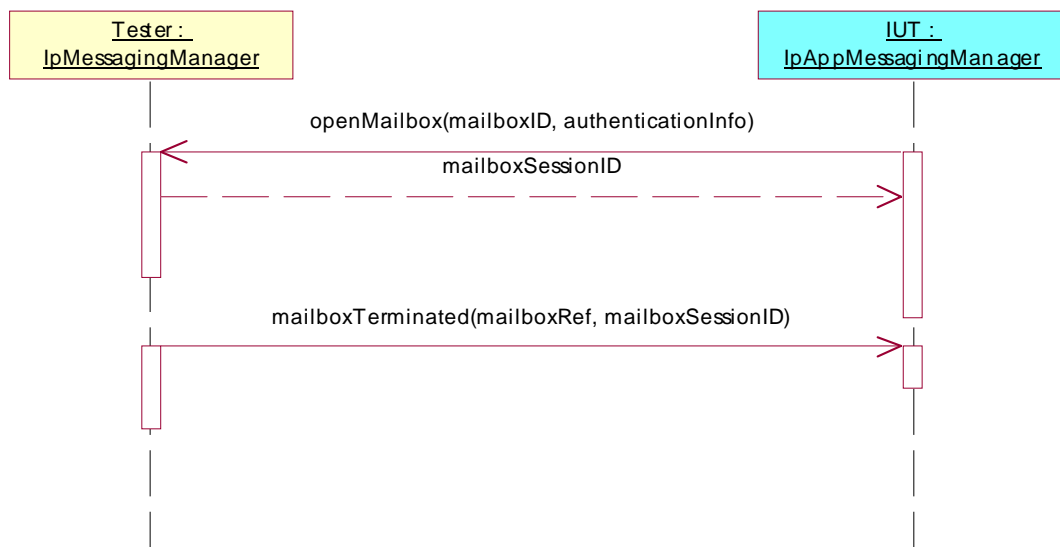 Tester :
IpMessagingManager
IUT :
IpAppMessagingManager
openMailbox(mailboxID, authenticationInfo)
mailboxSessionID
mailboxTerminated(mailboxRef, mailboxSessionID)